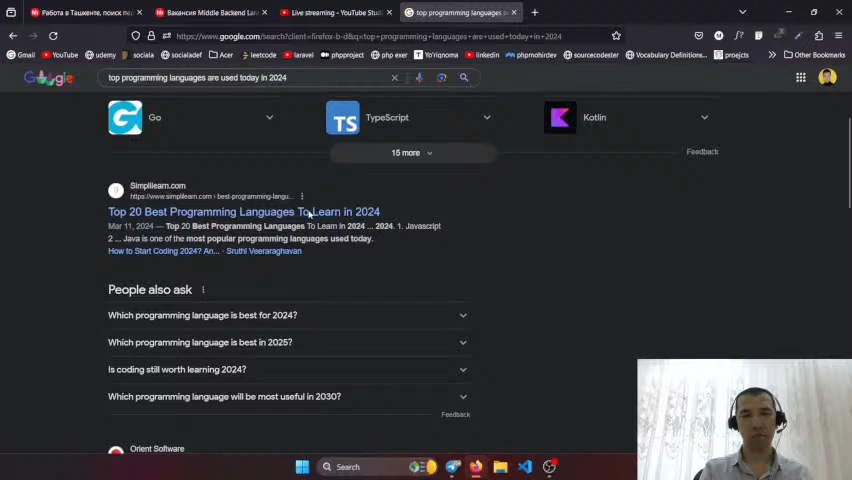 Работа в Ташкенте, поиск пе
Вакансия Middle Backend Lar
Live streaming - YouTube Stud
top programming languages a
https://www.google.com/search?client=firefox-b-d&q=top+programming+languages+are+used+today+in+2024
Gmail YouTube udemy sociala socialadef Acer leetcode laravel phpproject php exer Yo'riqnoma linkedin phpmohirdev sourcodester Vocabulary Definitions... proejcts Other Bookmarks
top programming languages are used today in 2024
Go TypeScript Kotlin
15 more
Feedback
Simplilearn.com
https://www.simplilearn.com › best-programming-langu...
Top 20 Best Programming Languages To Learn in 2024
Mar 11, 2024 — Top 20 Best Programming Languages To Learn in 2024 ... 2024. 1. Javascript
2 ... Java is one of the most popular programming languages used today.
How to Start Coding 2024? An... · Sruthi Veeraraghavan
People also ask
Which programming language is best for 2024?
Which programming language is best in 2025?
Is coding still worth learning 2024?
Which programming language will be most useful in 2030?
Feedback
Orient Software
Search